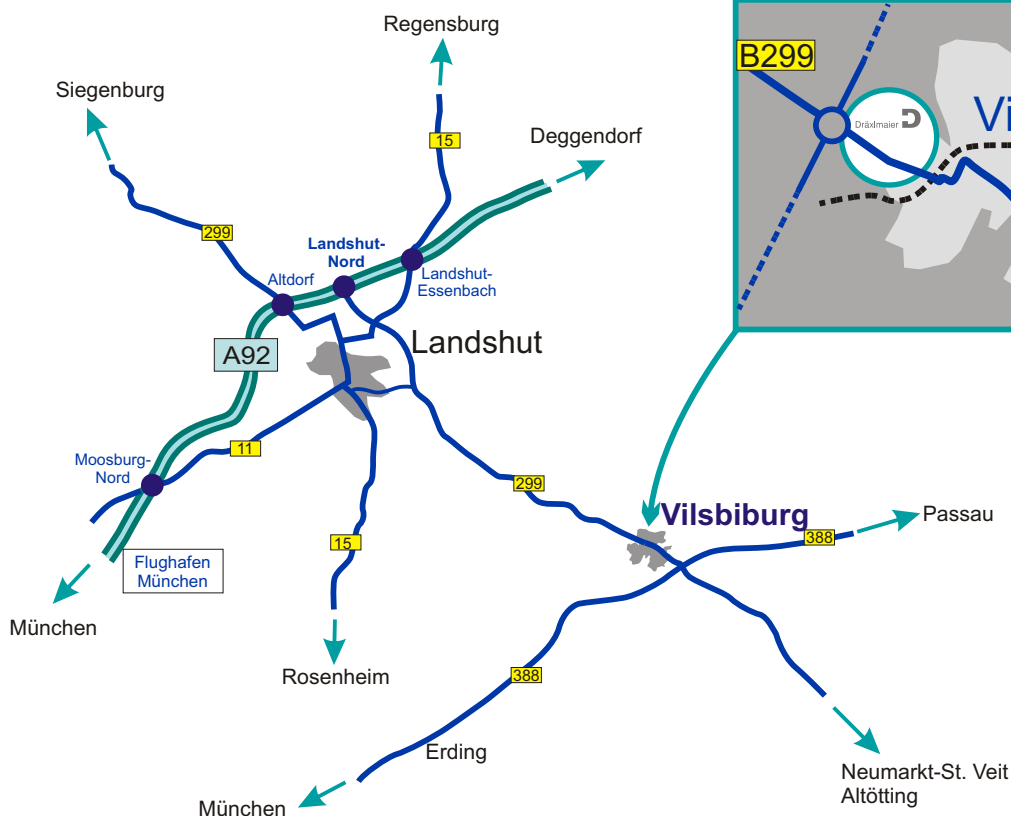 Regensburg
B299
Siegenburg
Vi
Dräxlmaier
15
Deggendorf
299
Landshut-
Nord
Altdorf
Landshut-
Essenbach
Landshut
A92
11
Moosburg-
Nord
299
Vilsbiburg
Passau
388
15
Flughafen
München
München
Rosenheim
388
Erding
Neumarkt-St. Veit
Altötting
München